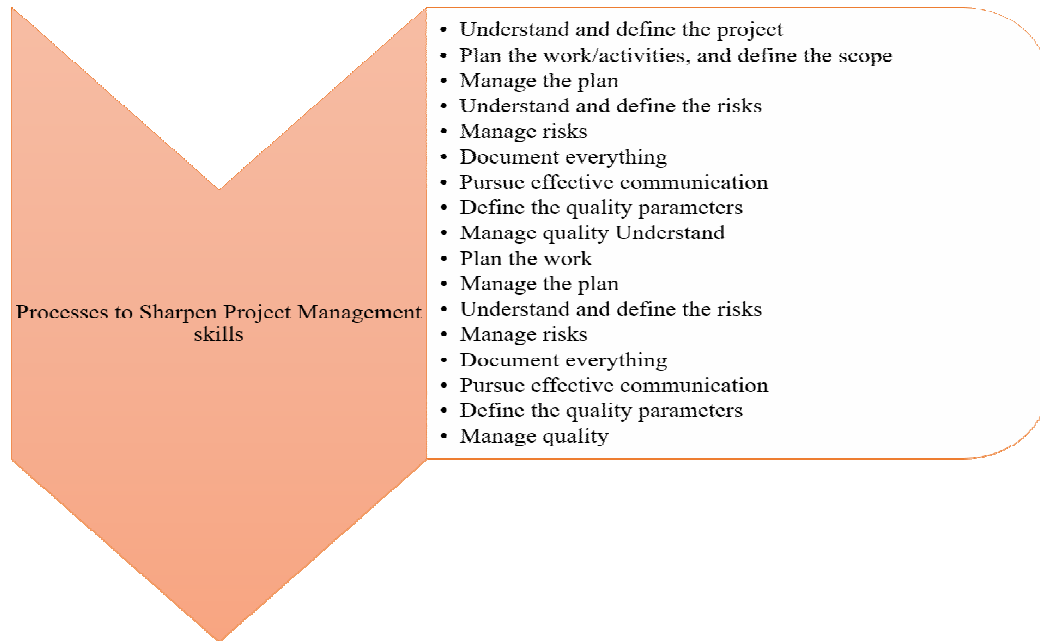 Processes to Sharpen Project Management
skills
• Understand and define the project
• Plan the work/activities, and define the scope
• Manage the plan
• Understand and define the risks
• Manage risks
• Document everything
• Pursue effective communication
• Define the quality parameters
• Manage quality Understand
• Plan the work
• Manage the plan
• Understand and define the risks
• Manage risks
• Document everything
• Pursue effective communication
• Define the quality parameters
• Manage quality